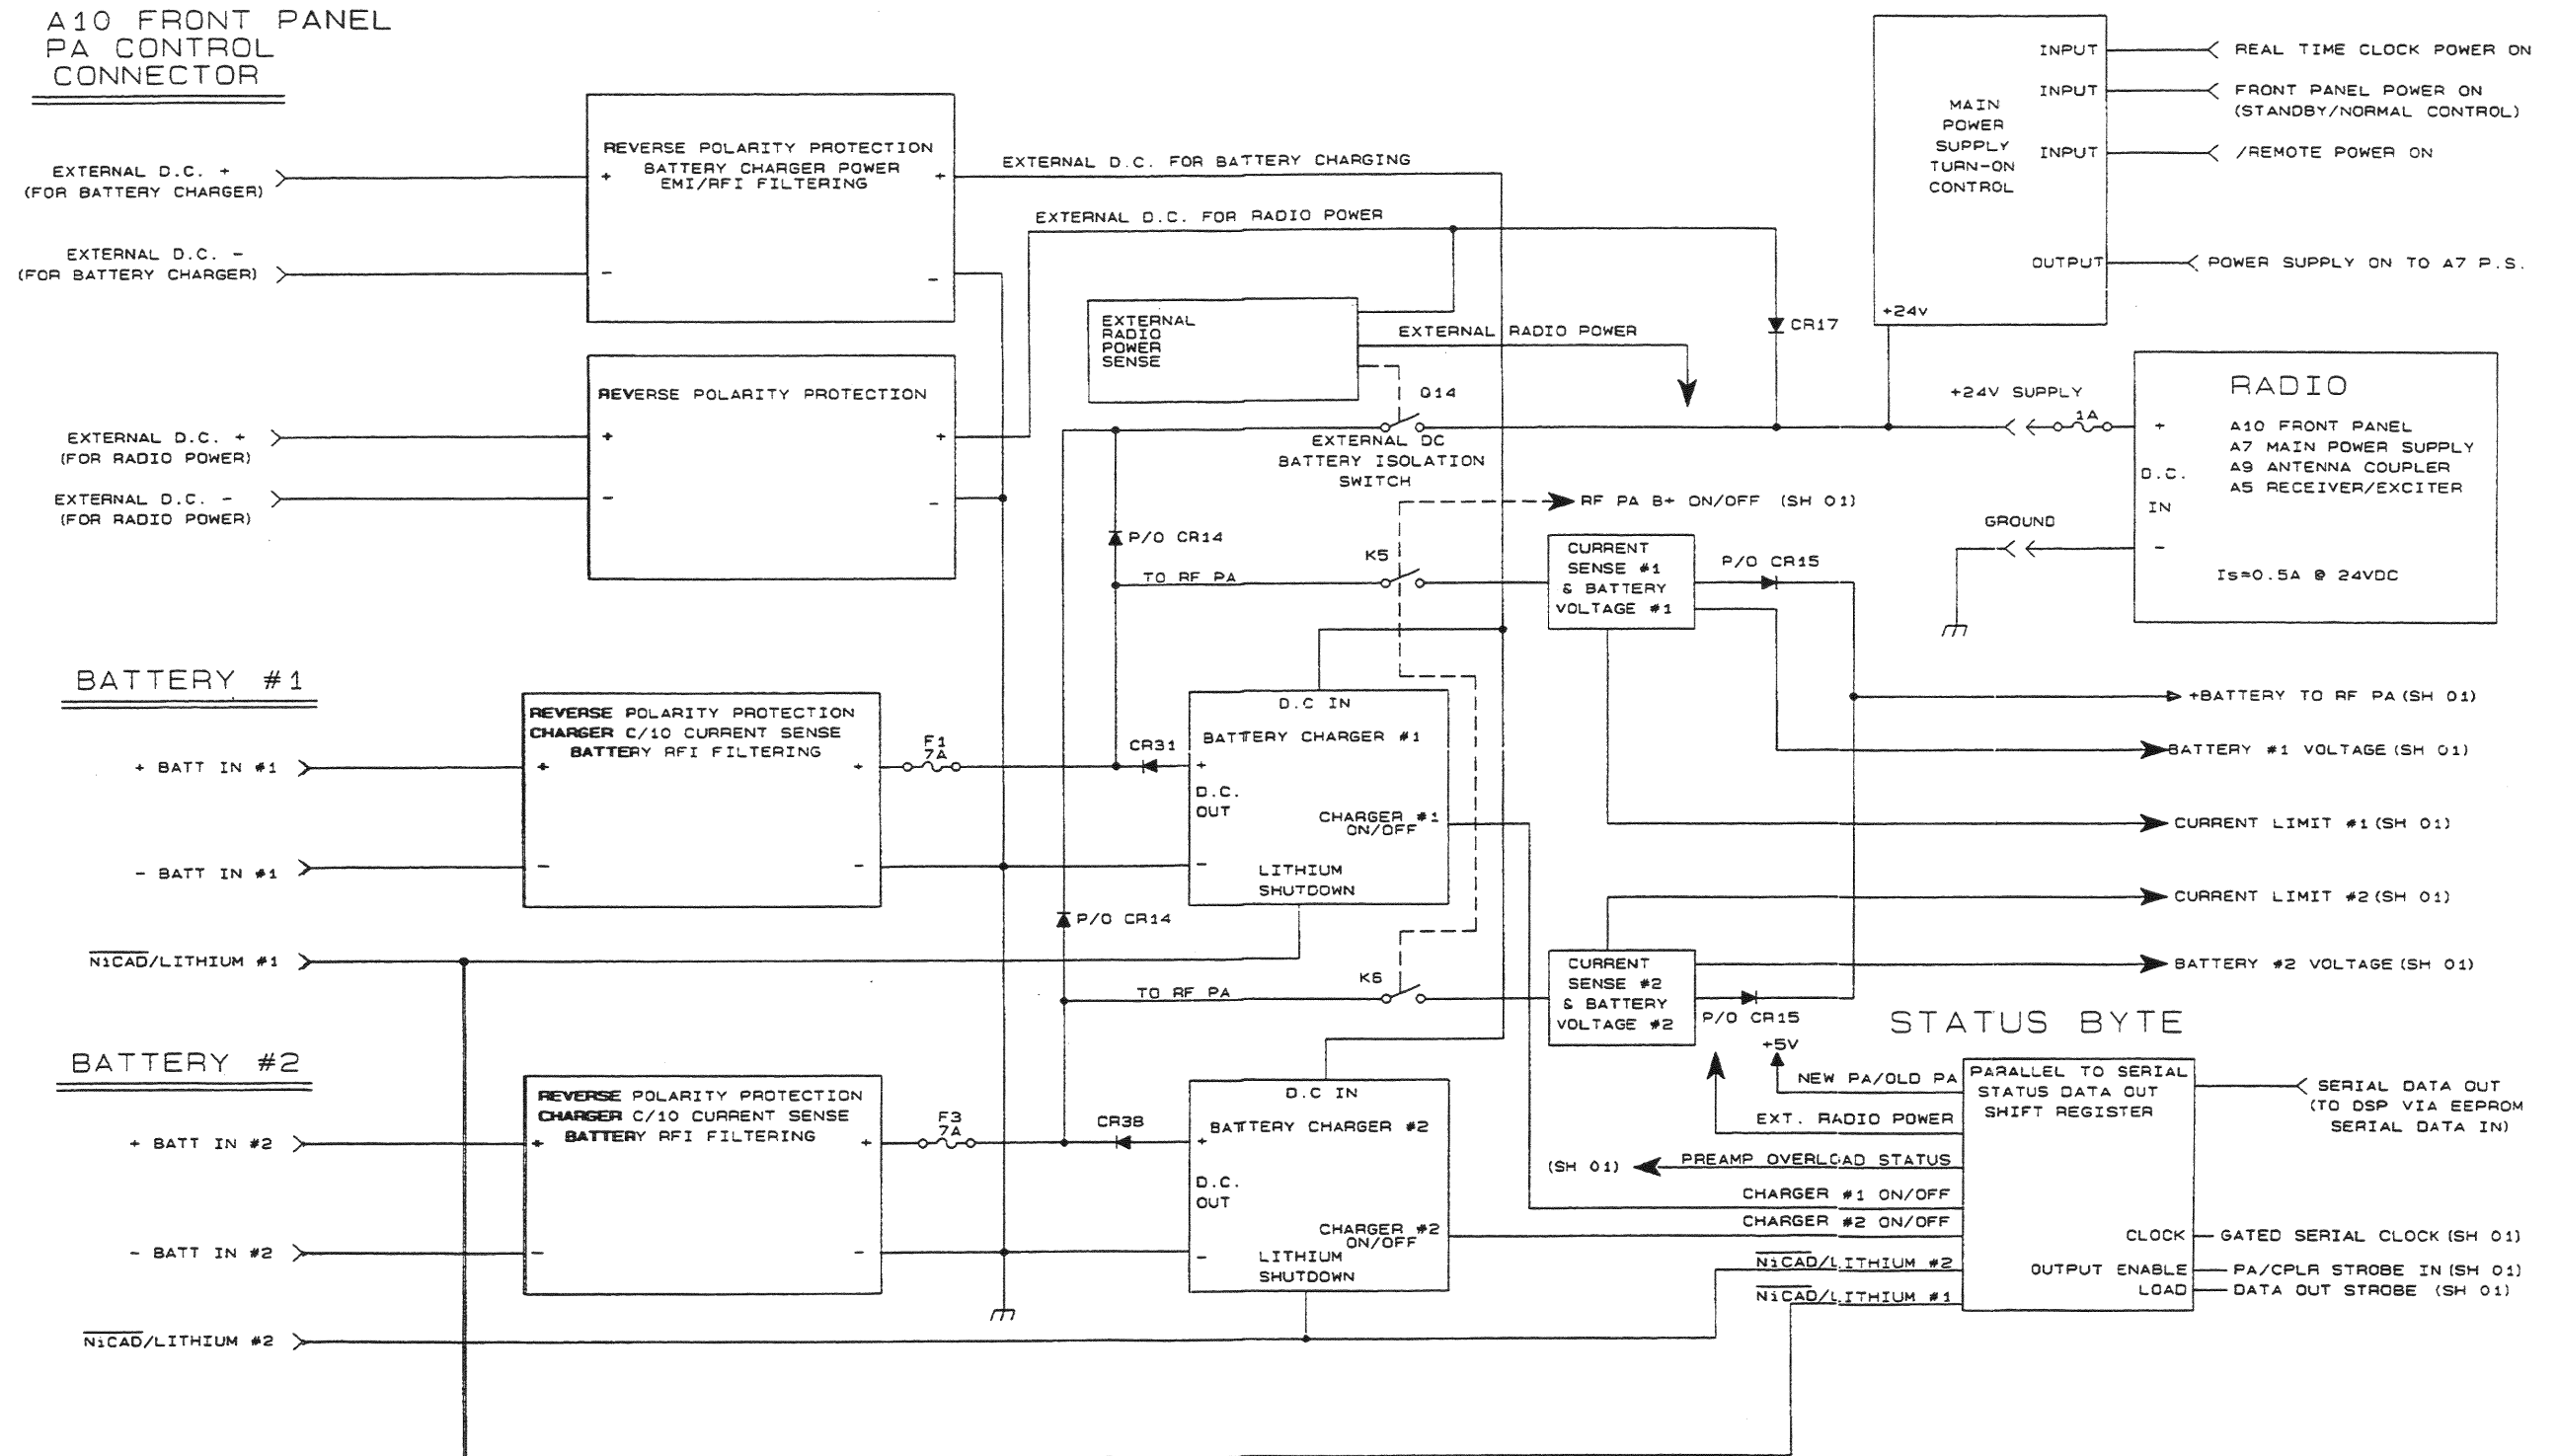 A10 FRONT PANEL
PA CONTROL
CONNECTOR
EXTERNAL D.C. +
(FOR BATTERY CHARGER)
EXTERNAL D.C. -
(FOR BATTERY CHARGER)
REVERSE POLARITY PROTECTION
BATTERY CHARGER POWER
EMI/RFI FILTERING
+
+
-
-
EXTERNAL D.C. FOR BATTERY CHARGING
EXTERNAL D.C. FOR RADIO POWER
EXTERNAL D.C. +
(FOR RADIO POWER)
EXTERNAL D.C. -
(FOR RADIO POWER)
REVERSE POLARITY PROTECTION
+
+
-
-
EXTERNAL
RADIO
POWER
SENSE
EXTERNAL RADIO POWER
CR17
Q14
EXTERNAL DC
BATTERY ISOLATION
SWITCH
MAIN
POWER
SUPPLY
TURN-ON
CONTROL
INPUT
INPUT
INPUT
OUTPUT
+24V
REAL TIME CLOCK POWER ON
FRONT PANEL POWER ON
(STANDBY/NORMAL CONTROL)
/REMOTE POWER ON
POWER SUPPLY ON TO A7 P.S.
+24V SUPPLY
1A
GROUND
RADIO
A10 FRONT PANEL
A7 MAIN POWER SUPPLY
A9 ANTENNA COUPLER
A5 RECEIVER/EXCITER
+
D.C.
IN
-
Is≈0.5A @ 24VDC
RF PA B+ ON/OFF (SH 01)
P/O CR14
TO RF PA
K5
CURRENT
SENSE #1
& BATTERY
VOLTAGE #1
P/O CR15
BATTERY #1
+ BATT IN #1
- BATT IN #1
REVERSE POLARITY PROTECTION
CHARGER C/10 CURRENT SENSE
BATTERY RFI FILTERING
+
+
-
-
F1
7A
CR31
D.C IN
BATTERY CHARGER #1
+
D.C.
OUT
CHARGER #1
ON/OFF
-
LITHIUM
SHUTDOWN
+BATTERY TO RF PA (SH 01)
BATTERY #1 VOLTAGE (SH 01)
CURRENT LIMIT #1 (SH 01)
CURRENT LIMIT #2 (SH 01)
BATTERY #2 VOLTAGE (SH 01)
NiCAD/LITHIUM #1
P/O CR14
TO RF PA
K6
CURRENT
SENSE #2
& BATTERY
VOLTAGE #2
P/O CR15
BATTERY #2
+ BATT IN #2
- BATT IN #2
REVERSE POLARITY PROTECTION
CHARGER C/10 CURRENT SENSE
BATTERY RFI FILTERING
+
+
-
-
F3
7A
CR38
D.C IN
BATTERY CHARGER #2
+
D.C.
OUT
CHARGER #2
ON/OFF
-
LITHIUM
SHUTDOWN
NiCAD/LITHIUM #2
STATUS BYTE
+5V
NEW PA/OLD PA
EXT. RADIO POWER
(SH 01)
PREAMP OVERLOAD STATUS
CHARGER #1 ON/OFF
CHARGER #2 ON/OFF
NiCAD/LITHIUM #2
NiCAD/LITHIUM #1
PARALLEL TO SERIAL
STATUS DATA OUT
SHIFT REGISTER
CLOCK
OUTPUT ENABLE
LOAD
SERIAL DATA OUT
(TO DSP VIA EEPROM
SERIAL DATA IN)
GATED SERIAL CLOCK (SH 01)
PA/CPLR STROBE IN (SH 01)
DATA OUT STROBE (SH 01)